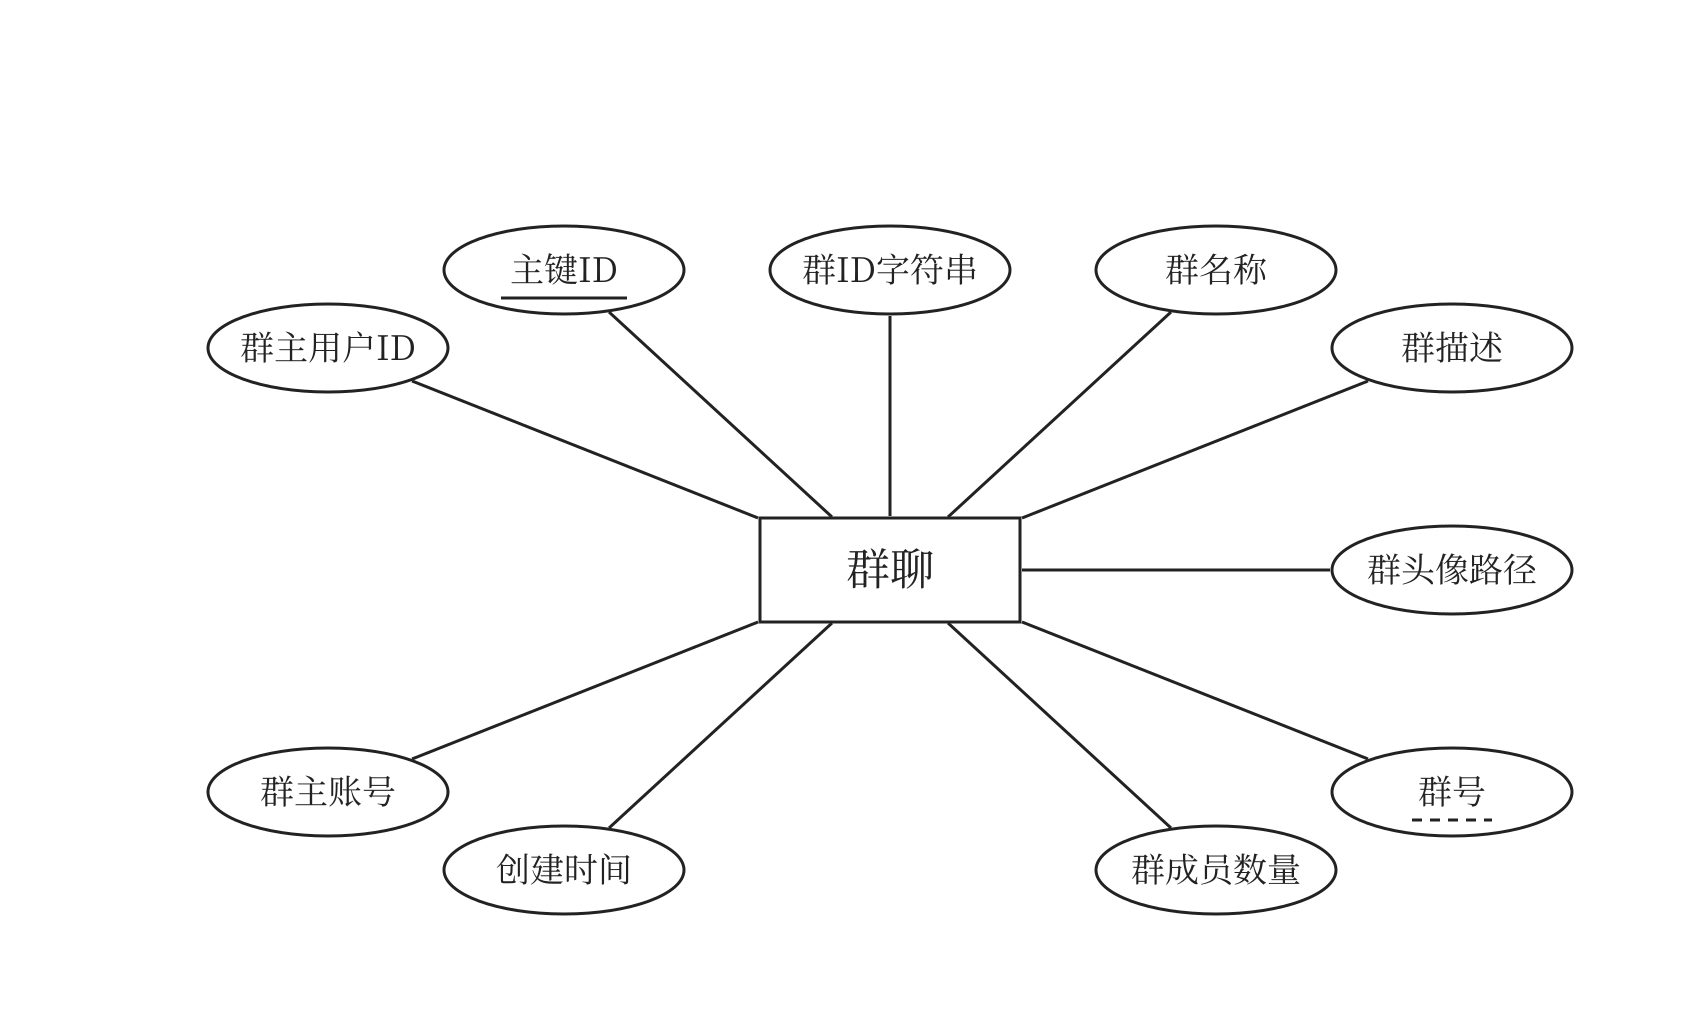 主键ID
群ID字符串
群名称
群主用户ID
群描述
群聊
群头像路径
群主账号
群号
创建时间
群成员数量